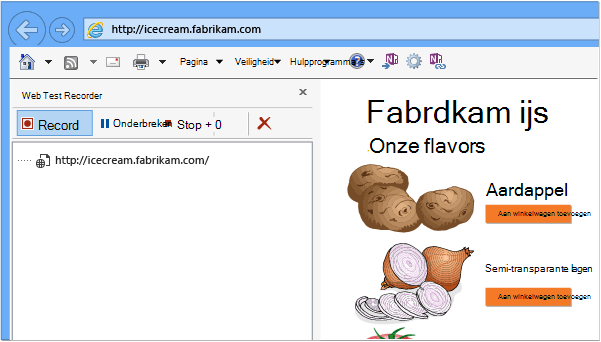 http://icecream.fabrikam.com
Pagina Veiligheid Hulpprogramma's
Web Test Recorder
Record Onderbreken Stop + 0
http://icecream.fabrikam.com/
Fabrdkam ijs
Onze flavors
Aardappel
Aan winkelwagen toevoegen
Semi-transparante lagen
Aan winkelwagen toevoegen